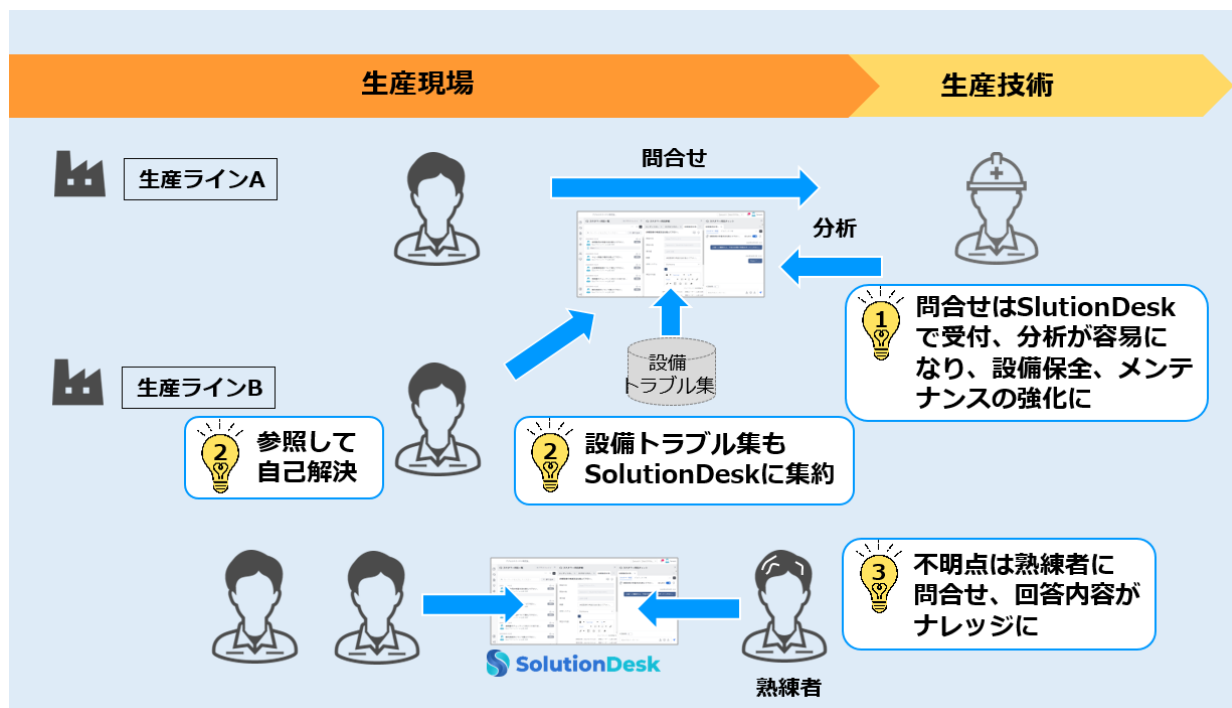 生産現場
生産技術
生産ラインA
問合せ
分析
1
問合せはSlutionDesk
で受付、分析が容易に
なり、設備保全、メンテ
ナンスの強化に
設備
トラブル集
生産ラインB
2
参照して
自己解決
2
設備トラブル集も
SolutionDeskに集約
3
不明点は熟練者に
問合せ、回答内容が
ナレッジに
SolutionDesk
熟練者